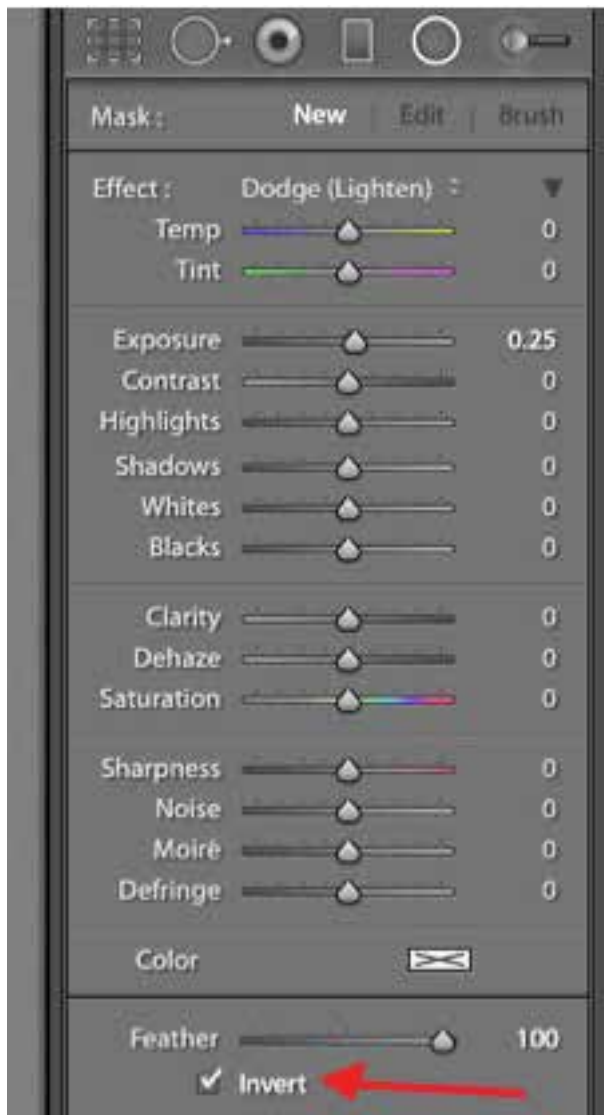 Mask : New | Edit | Brush
Effect : Dodge (Lighten)
Temp 0
Tint 0
Exposure 0.25
Contrast 0
Highlights 0
Shadows 0
Whites 0
Blacks 0
Clarity 0
Dehaze 0
Saturation 0
Sharpness 0
Noise 0
Moiré 0
Defringe 0
Color
Feather 100
Invert